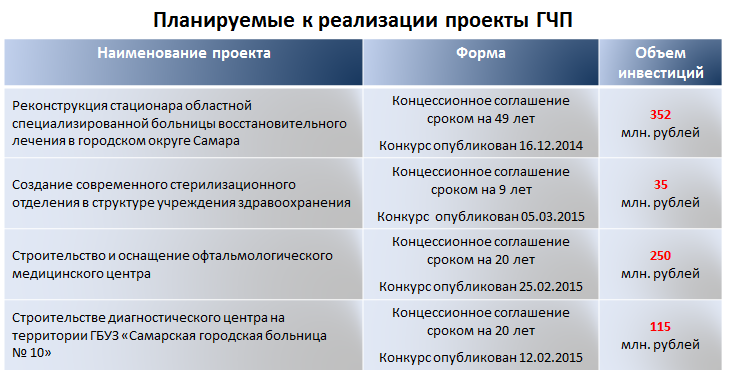 Планируемые к реализации проекты ГЧП
Наименование проекта
Форма
Объем
инвестиций
Реконструкция стационара областной
специализированной больницы восстановительного
лечения в городском округе Самара
Концессионное соглашение
сроком на 49 лет
Конкурс опубликован 16.12.2014
352
млн. рублей
Создание современного стерилизационного
отделения в структуре учреждения здравоохранения
Концессионное соглашение
сроком на 9 лет
Конкурс опубликован 05.03.2015
35
млн. рублей
Строительство и оснащение офтальмологического
медицинского центра
Концессионное соглашение
сроком на 20 лет
Конкурс опубликован 25.02.2015
250
млн. рублей
Строительстве диагностического центра на
территории ГБУЗ «Самарская городская больница
№ 10»
Концессионное соглашение
сроком на 20 лет
Конкурс опубликован 12.02.2015
115
млн. рублей